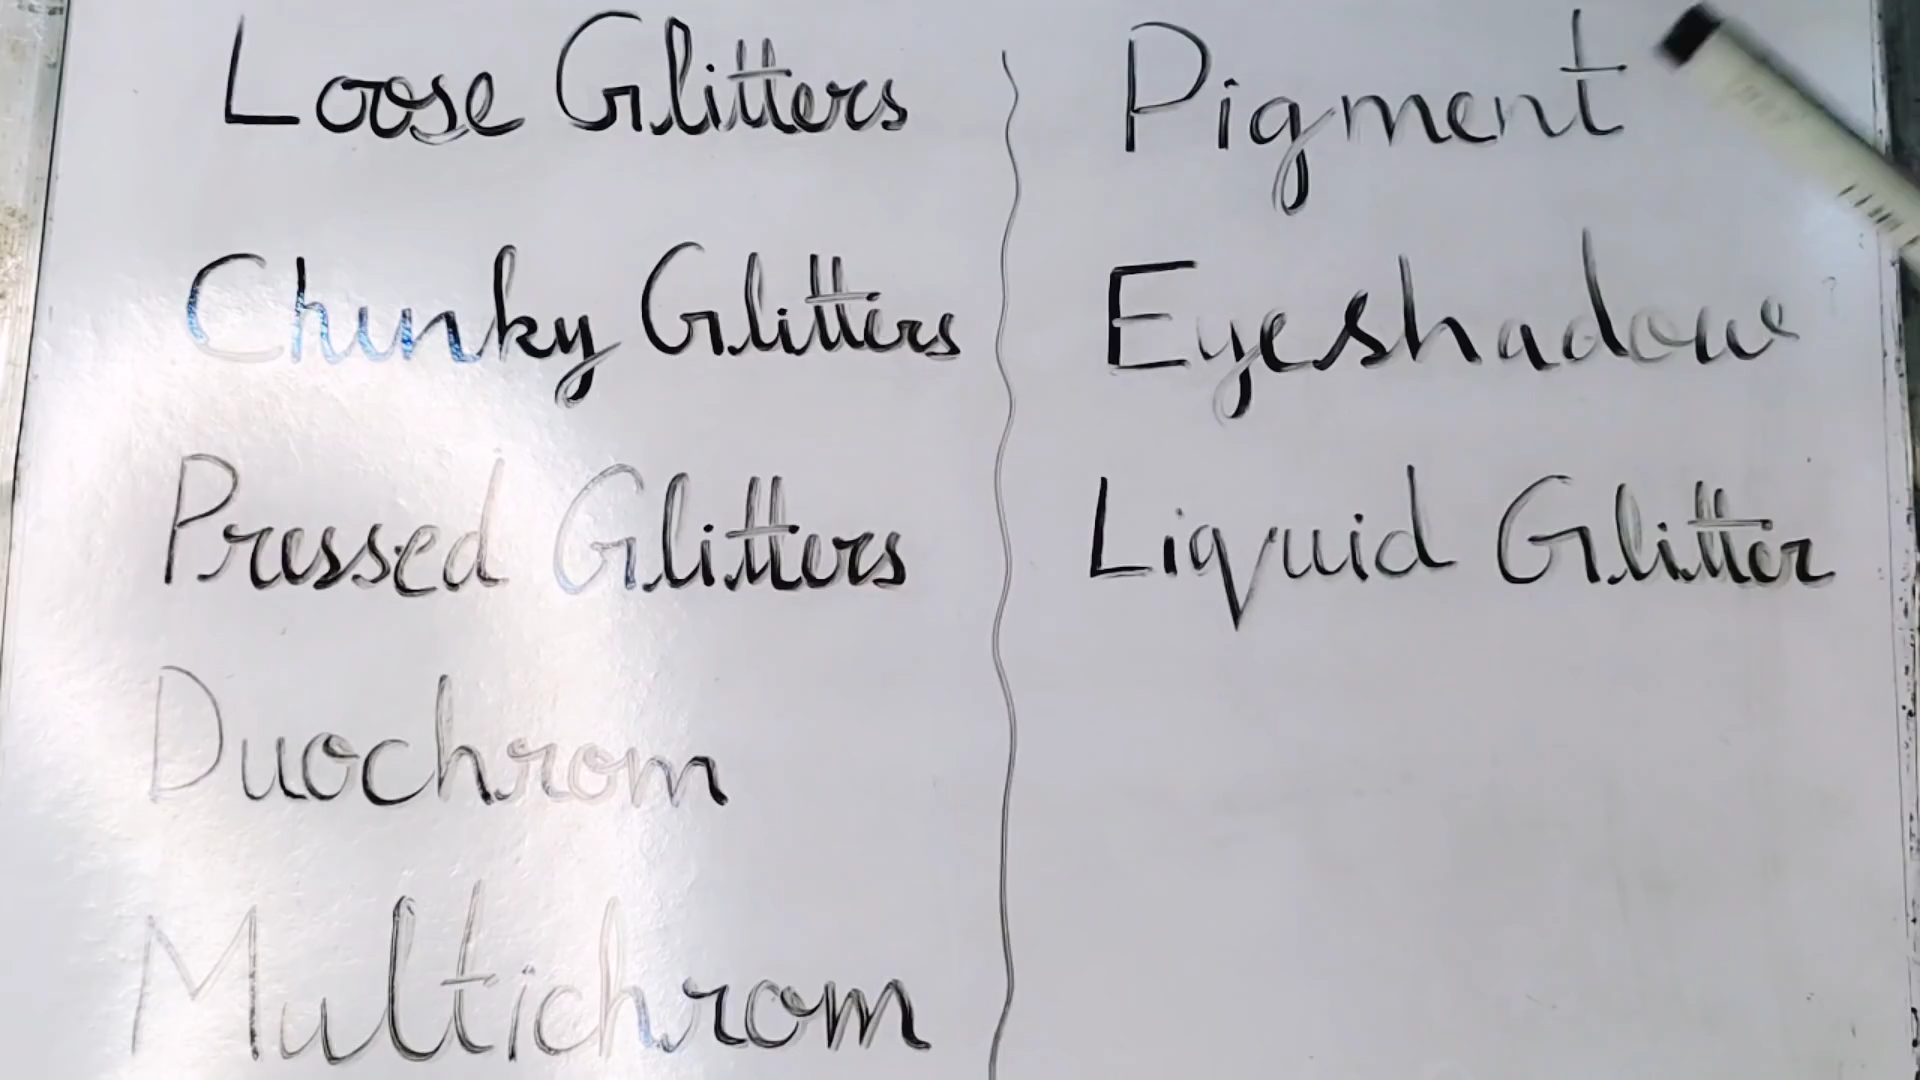 Loose Glitters
Chunky Glitters
Pressed Glitters
Duochrom
Multichrom
Pigment
Eyeshadow
Liquid Glitter